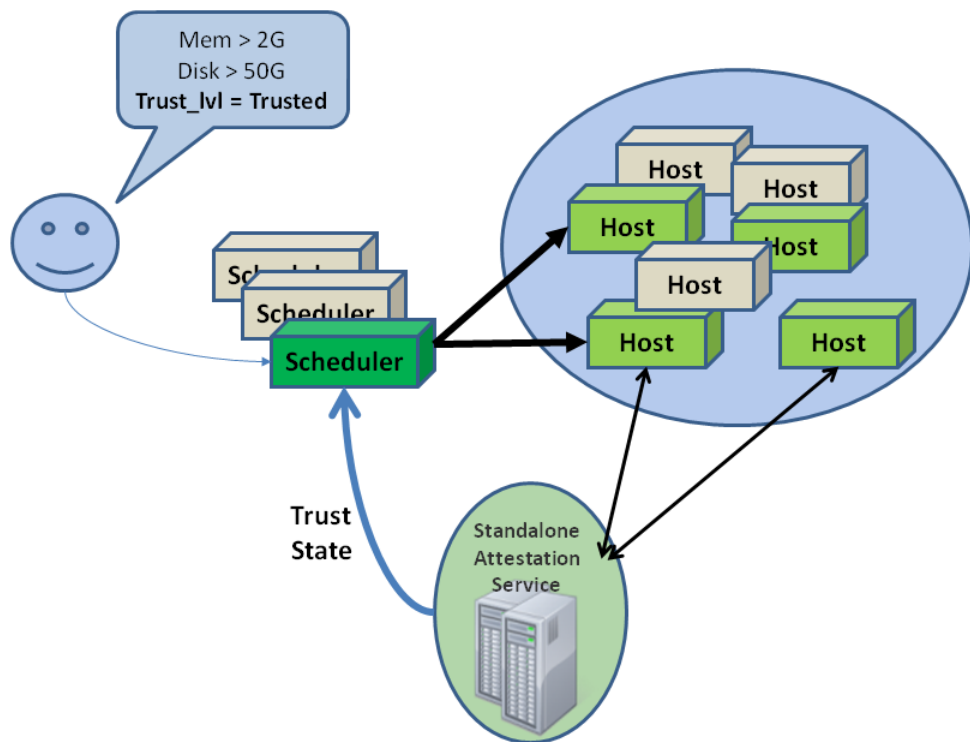 Mem > 2G
Disk > 50G
Trust_lvl = Trusted
Host
Host
Host
Host
Host
Host
Host
Scheduler
Scheduler
Scheduler
Trust
State
Standalone
Attestation
Service